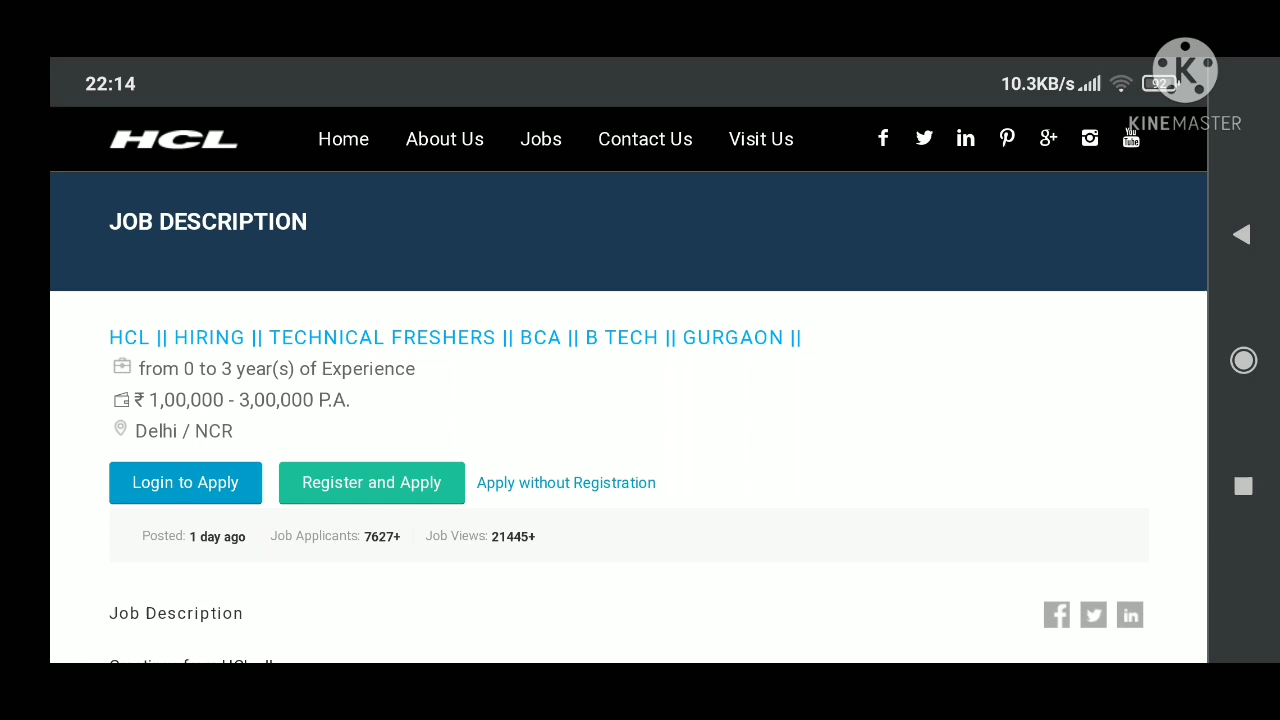 22:14
10.3KB/s
92
KINEMASTER
HCL Home About Us Jobs Contact Us Visit Us
You Tube
JOB DESCRIPTION
HCL || HIRING || TECHNICAL FRESHERS || BCA || B TECH || GURGAON ||
from 0 to 3 year(s) of Experience
₹ 1,00,000 - 3,00,000 P.A.
Delhi / NCR
Login to Apply Register and Apply Apply without Registration
Posted: 1 day ago Job Applicants: 7627+ Job Views: 21445+
Job Description